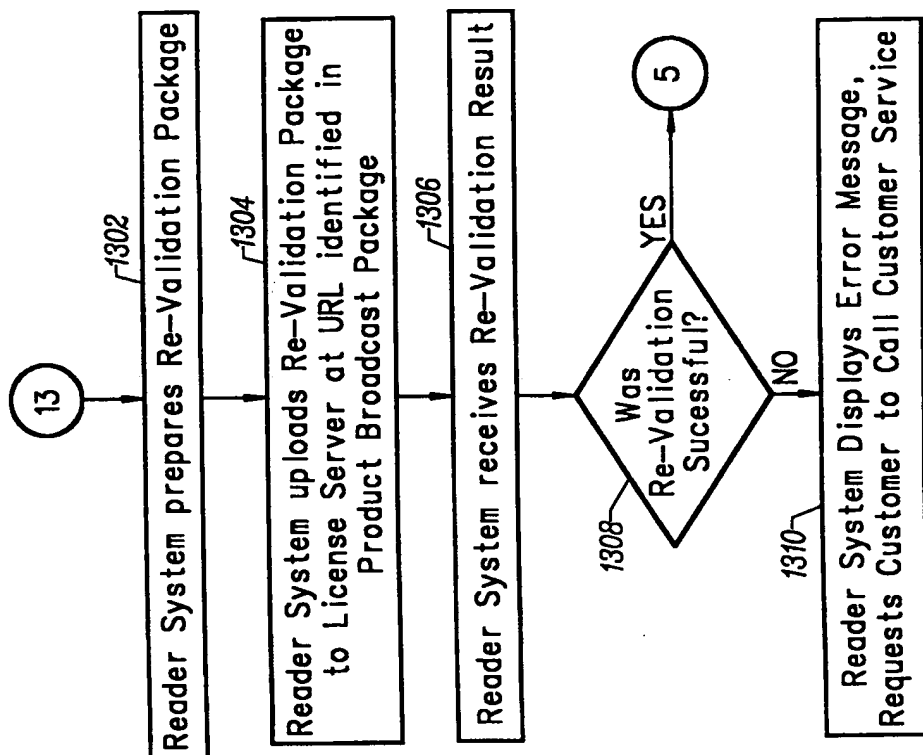 13
1302
Reader System prepares Re-Validation Package
1304
Reader System uploads Re-Validation Package
to License Server at URL identified in
Product Broadcast Package
1306
Reader System receives Re-Validation Result
1308
Was
Re-Validation
Sucessful?
YES
5
NO
1310
Reader System Displays Error Message,
Requests Customer to Call Customer Service